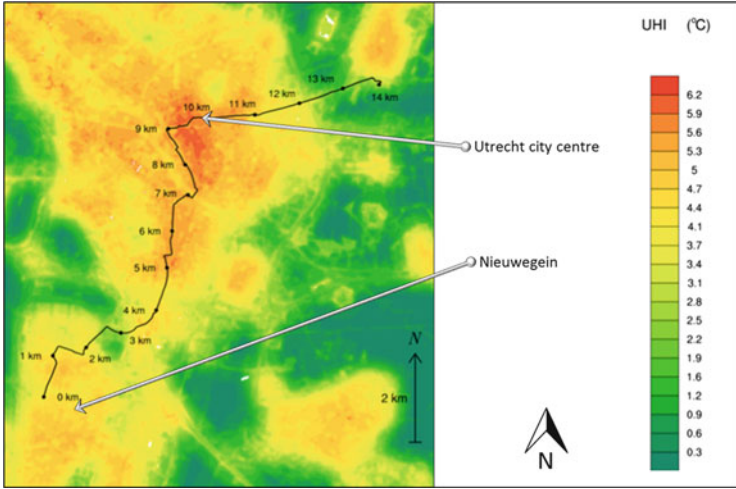 UHI (°C)
13 km
12 km
14 km
11 km
10 km
9 km
Utrecht city centre
8 km
7 km
6 km
5 km
Nieuwegein
4 km
3 km
2 km
1 km
0 km
N
2 km
N
6.2
5.9
5.6
5.3
5
4.7
4.4
4.1
3.7
3.4
3.1
2.8
2.5
2.2
1.9
1.6
1.2
0.9
0.6
0.3